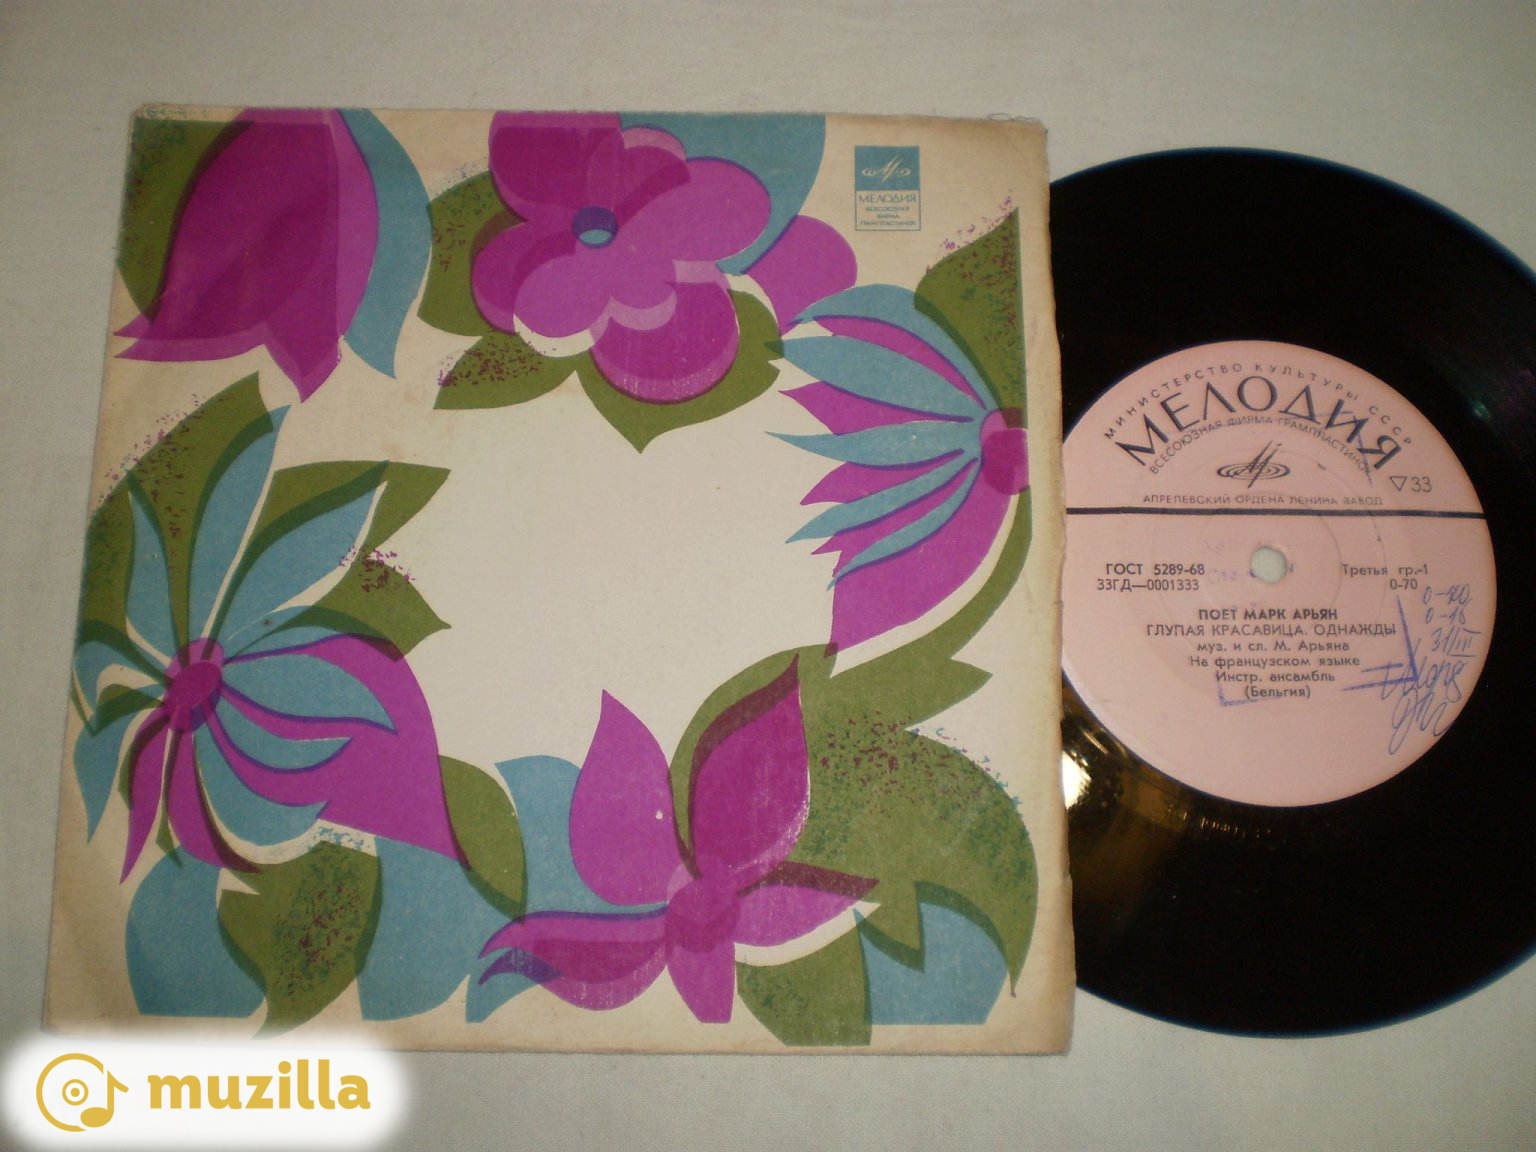 МЕЛОДИЯ
ВСЕСОЮЗНАЯ
ФИРМА
ГРАМПЛАСТИНОК
МИНИСТЕРСТВО КУЛЬТУРЫ СССР
МЕЛОДИЯ
ВСЕСОЮЗНАЯ ФИРМА ГРАМПЛАСТИНОК
33
АПРЕЛЕВСКИЙ ОРДЕНА ЛЕНИНА ЗАВОД
ГОСТ 5289-68
33ГД—0001333
Третья гр.-1
0-70
ПОЕТ МАРК АРЬЯН
ГЛУПАЯ КРАСАВИЦА. ОДНАЖДЫ
муз. и сл. М. Арьяна
На французском языке
Инстр. ансамбль
(Бельгия)
31/III
muzilla